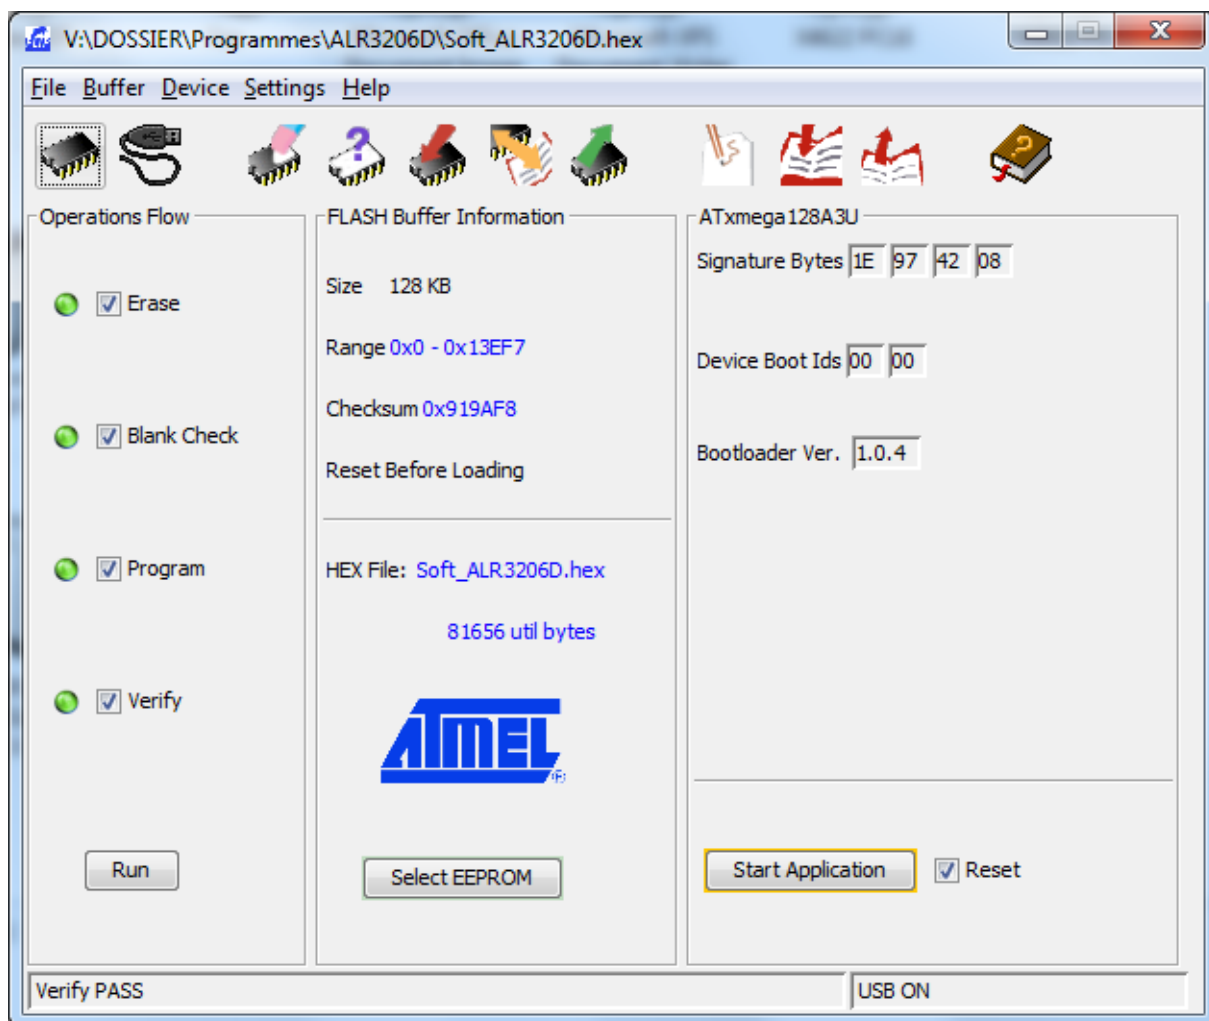 V:\DOSSIER\Programmes\ALR3206D\Soft_ALR3206D.hex
File Buffer Device Settings Help
Operations Flow
Erase
Blank Check
Program
Verify
Run
FLASH Buffer Information
Size 128 KB
Range 0x0 - 0x13EF7
Checksum 0x919AF8
Reset Before Loading
HEX File: Soft_ALR3206D.hex
81656 util bytes
ATMEL
®
Select EEPROM
ATxmega128A3U
Signature Bytes 1E 97 42 08
Device Boot Ids 00 00
Bootloader Ver. 1.0.4
Start Application Reset
Verify PASS
USB ON